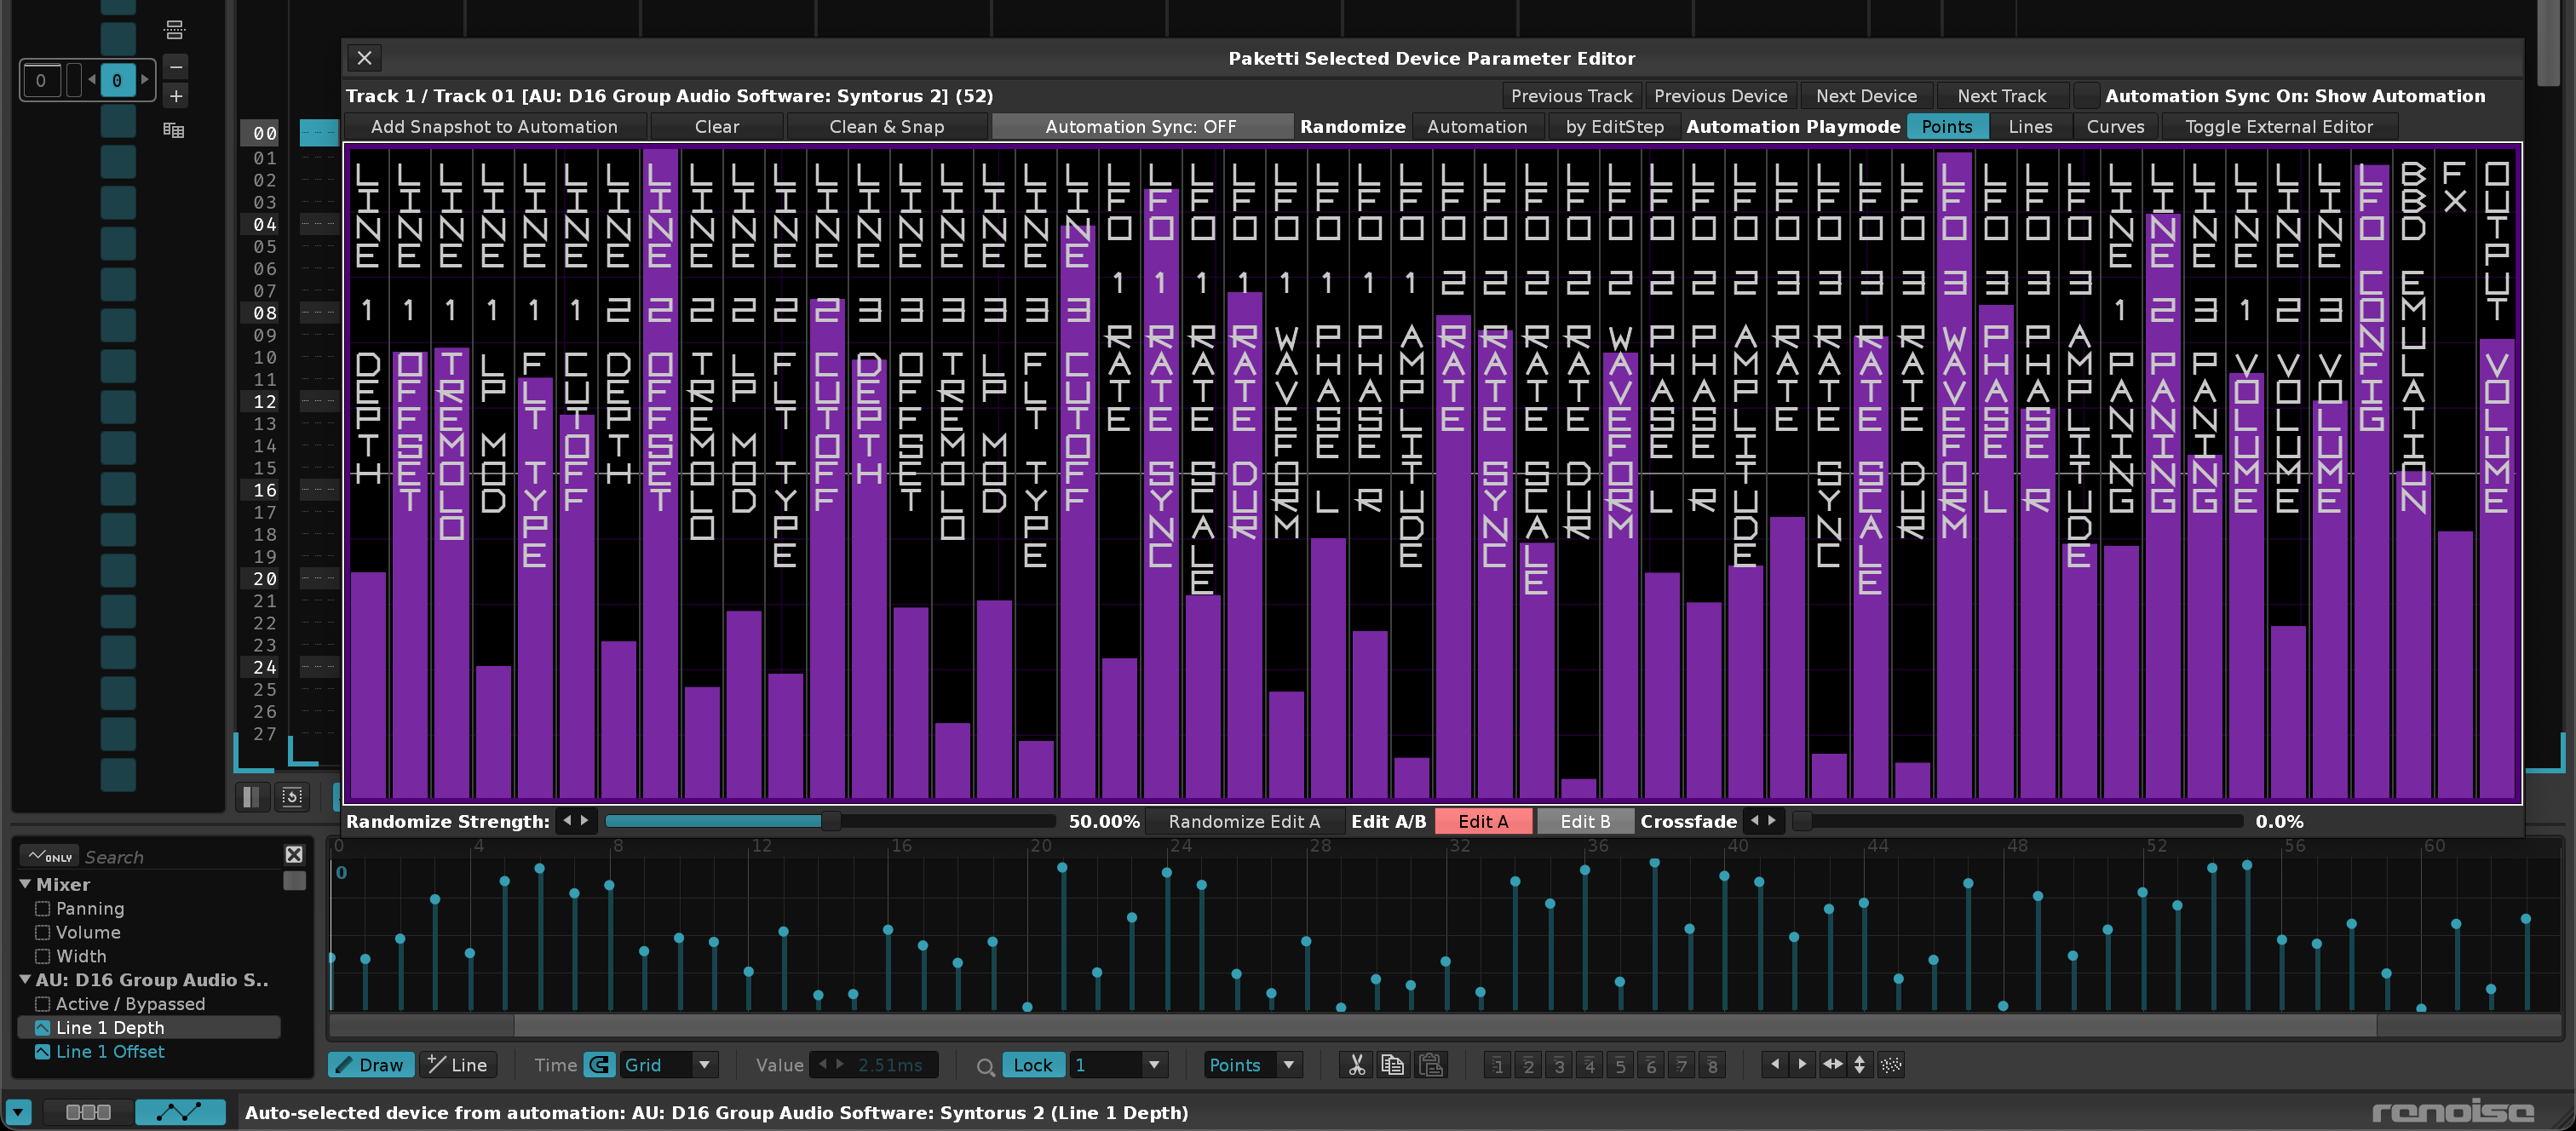 Paketti Selected Device Parameter Editor
Track 1 / Track 01 [AU: D16 Group Audio Software: Syntorus 2] (52)
Previous Track
Previous Device
Next Device
Next Track
Automation Sync On: Show Automation
Add Snapshot to Automation
Clear
Clean & Snap
Automation Sync: OFF
Randomize
Automation
by EditStep
Automation Playmode
Points
Lines
Curves
Toggle External Editor
0
0
00
01
02
03
04
05
06
07
08
09
10
11
12
13
14
15
16
17
18
19
20
21
22
23
24
25
26
27
LINE 1 DEPTH
LINE 1 OFFSET
LINE 1 TREMOLO
LINE 1 LP MOD
LINE 1 FLT TYPE
LINE 1 CUTOFF
LINE 2 DEPTH
LINE 2 OFFSET
LINE 2 TREMOLO
LINE 2 LP MOD
LINE 2 FLT TYPE
LINE 2 CUTOFF
LINE 3 DEPTH
LINE 3 OFFSET
LINE 3 TREMOLO
LINE 3 LP MOD
LINE 3 FLT TYPE
LINE 3 CUTOFF
LFO 1 RATE
LFO 1 RATE SYNC
LFO 1 RATE SCALE
LFO 1 RATE DUR
LFO 1 WAVEFORM
LFO 1 PHASE L
LFO 1 PHASE R
LFO 1 AMPLITUDE
LFO 2 RATE
LFO 2 RATE SYNC
LFO 2 RATE SCALE
LFO 2 RATE DUR
LFO 2 WAVEFORM
LFO 2 PHASE L
LFO 2 PHASE R
LFO 2 AMPLITUDE
LFO 3 RATE
LFO 3 RATE SYNC
LFO 3 RATE SCALE
LFO 3 RATE DUR
LFO 3 WAVEFORM
LFO 3 PHASE L
LFO 3 PHASE R
LFO 3 AMPLITUDE
LINE 1 PANING
LINE 2 PANING
LINE 3 PANING
LINE 1 VOLUME
LINE 2 VOLUME
LINE 3 VOLUME
LFO CONFIG
BBD EMULATION
FX
OUTPUT VOLUME
Randomize Strength:
50.00%
Randomize Edit A
Edit A/B
Edit A
Edit B
Crossfade
0.0%
ONLY
Search
Mixer
Panning
Volume
Width
AU: D16 Group Audio S..
Active / Bypassed
Line 1 Depth
Line 1 Offset
0 4 8 12 16 20 24 28 32 36 40 44 48 52 56 60
0
Draw
Line
Time
Grid
Value
2.51ms
Lock
1
Points
1 2 3 4 5 6 7 8
Auto-selected device from automation: AU: D16 Group Audio Software: Syntorus 2 (Line 1 Depth)
renoise